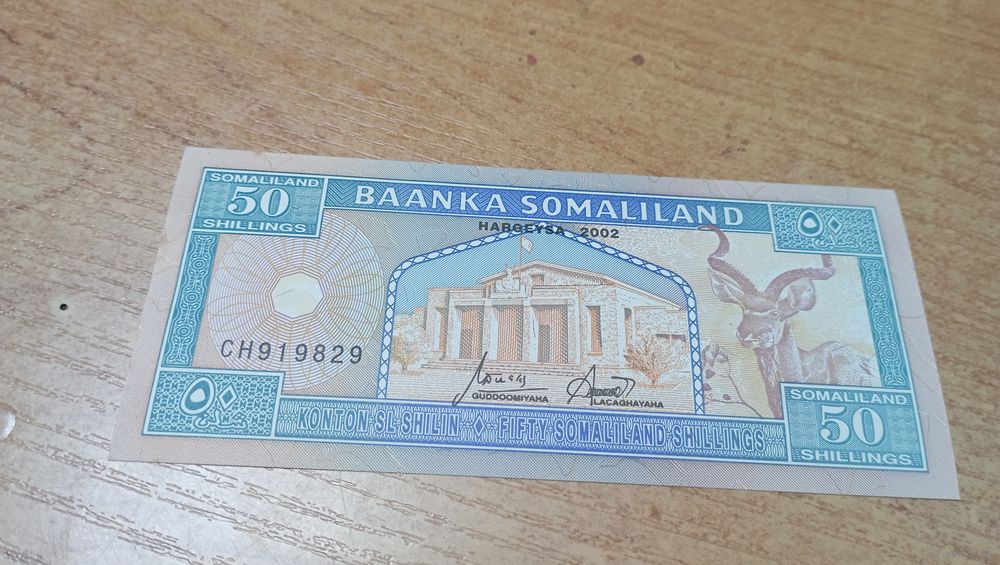 SOMALILAND
50
SHILLINGS
BAANKA SOMALILAND
HARGEYSA 2002
٥٠
CH919829
GUDDOOMIYAHA
LACAGHAYAHA
٥٠
KONTON SL SHILIN ◊ FIFTY SOMALILAND SHILLINGS
SOMALILAND
50
SHILLINGS